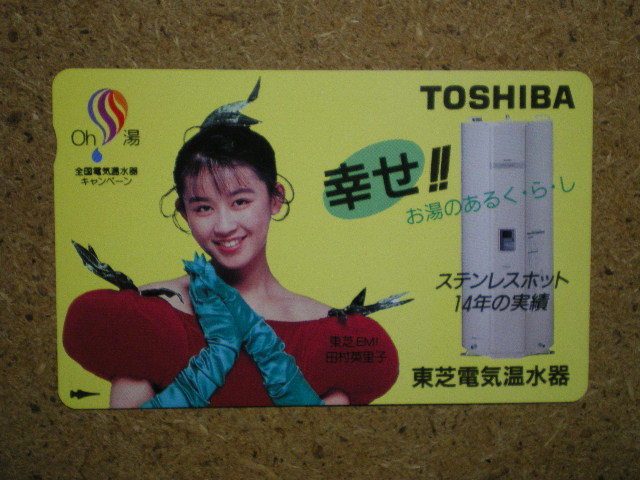 Oh湯
全国電気温水器
キャンペーン
TOSHIBA
幸せ!!
お湯のあるく・ら・し
ステンレスホット
14年の実績
東芝EMI
田村英里子
東芝電気温水器